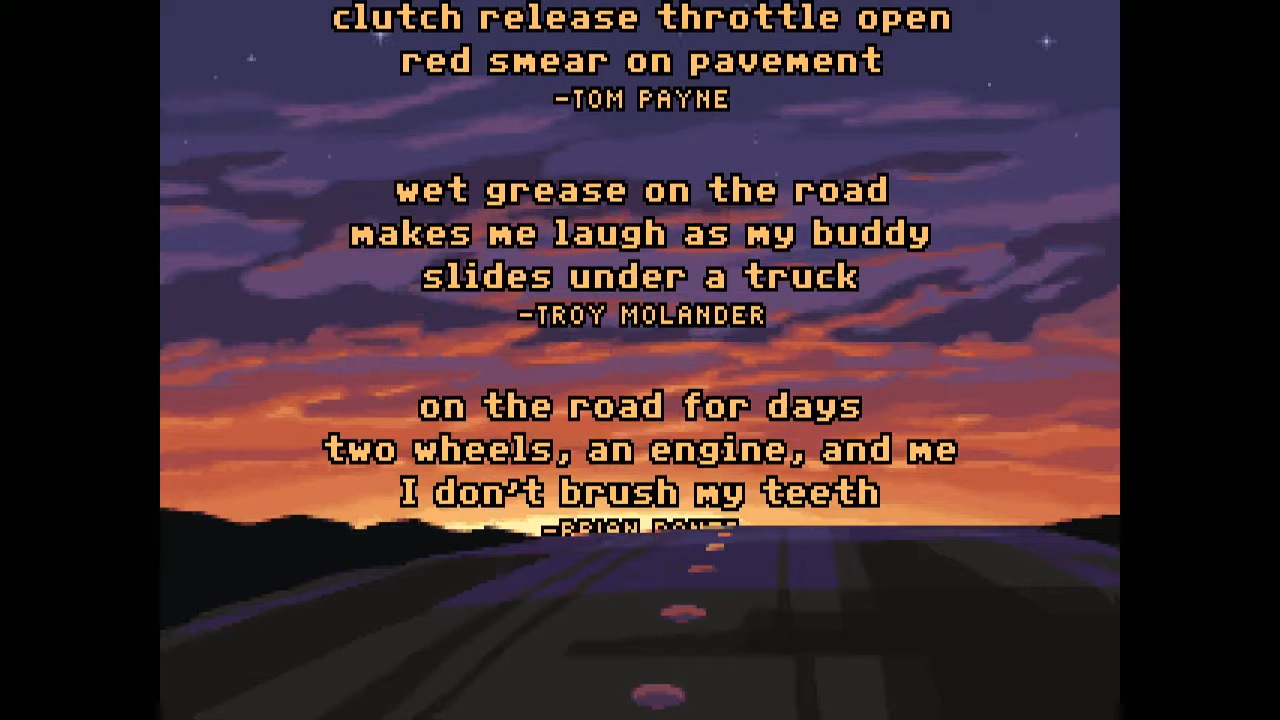 clutch release throttle open
red smear on pavement
-TOM PAYNE
wet grease on the road
makes me laugh as my buddy
slides under a truck
-TROY MOLANDER
on the road for days
two wheels, an engine, and me
I don't brush my teeth
-BRIAN